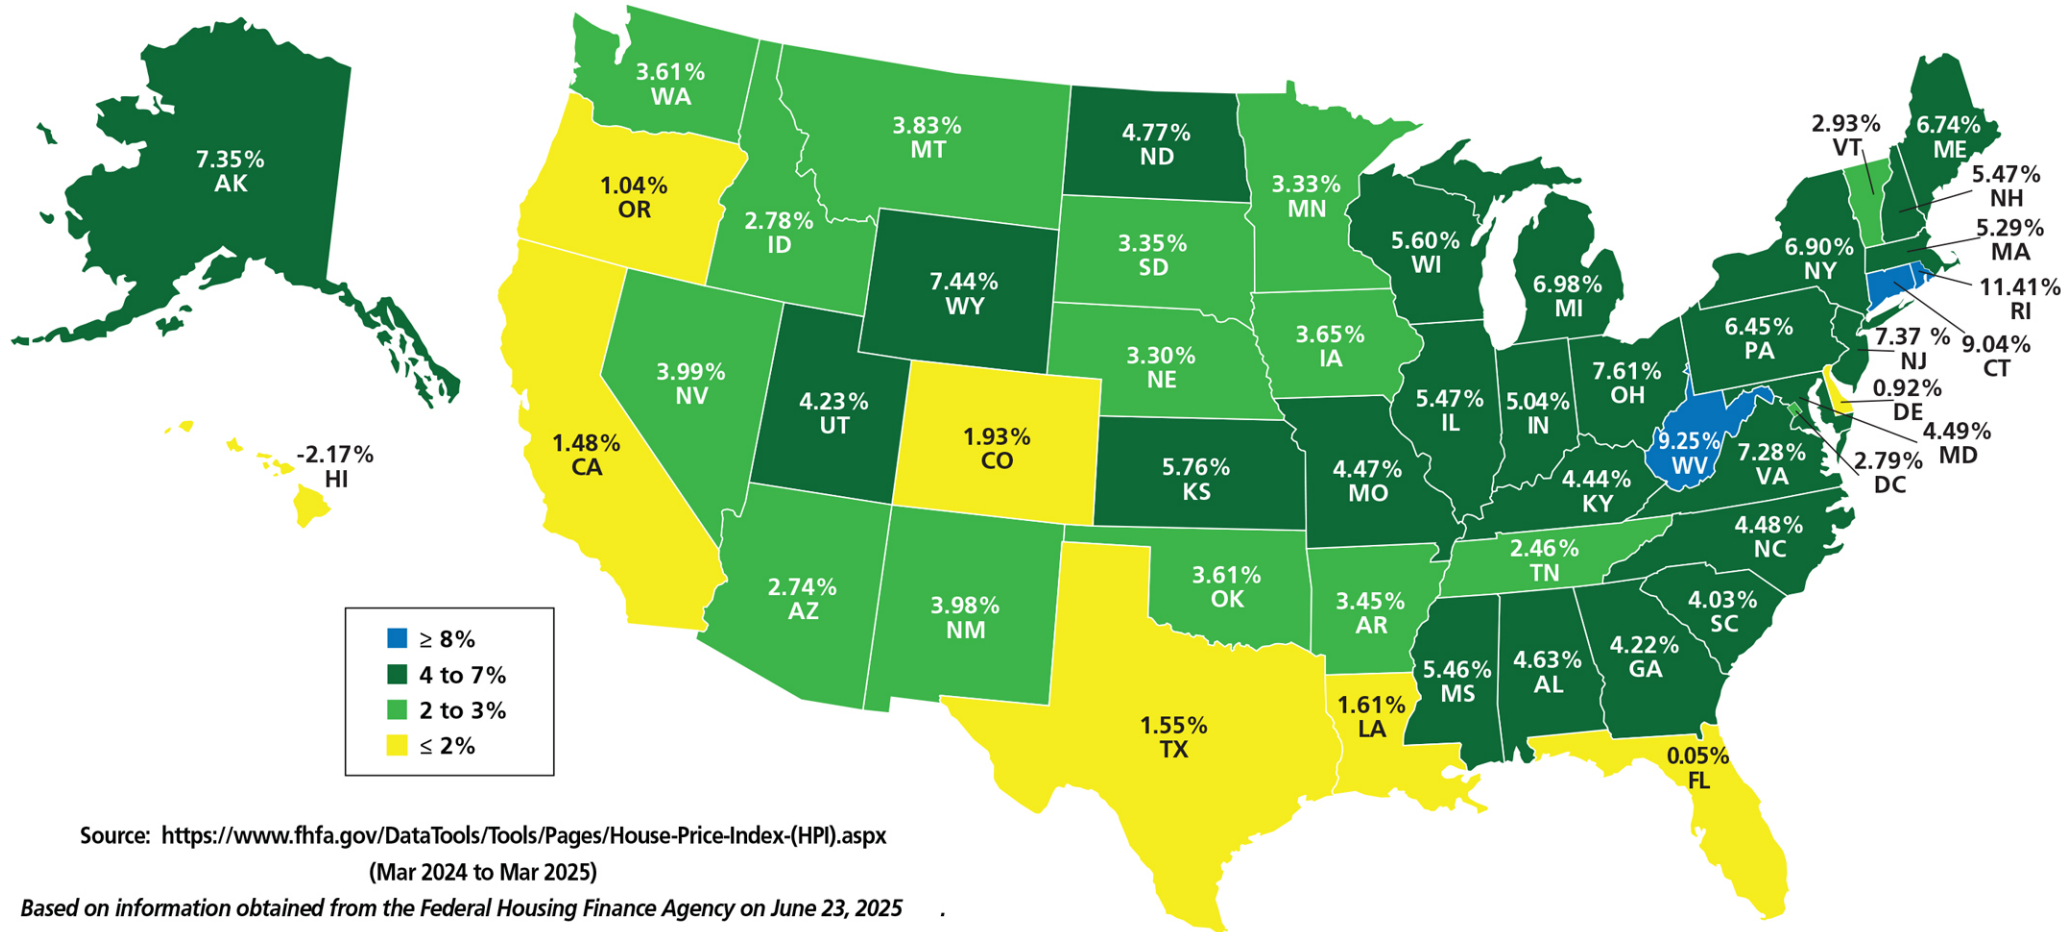 3.61%
WA
7.35%
AK
1.04%
OR
3.83%
MT
2.78%
ID
4.77%
ND
3.33%
MN
3.35%
SD
7.44%
WY
5.60%
WI
6.98%
MI
2.93%
VT
6.74%
ME
5.47%
NH
5.29%
MA
6.90%
NY
11.41%
RI
9.04%
CT
7.37 %
NJ
6.45%
PA
0.92%
DE
4.49%
MD
2.79%
DC
3.99%
NV
4.23%
UT
3.30%
NE
3.65%
IA
5.47%
IL
5.04%
IN
7.61%
OH
9.25%
WV
7.28%
VA
1.48%
CA
1.93%
CO
5.76%
KS
4.47%
MO
4.44%
KY
4.48%
NC
-2.17%
HI
2.74%
AZ
3.98%
NM
3.61%
OK
3.45%
AR
2.46%
TN
4.03%
SC
1.55%
TX
1.61%
LA
5.46%
MS
4.63%
AL
4.22%
GA
0.05%
FL
≥ 8%
4 to 7%
2 to 3%
≤ 2%
Source: https://www.fhfa.gov/DataTools/Tools/Pages/House-Price-Index-(HPI).aspx
(Mar 2024 to Mar 2025)
Based on information obtained from the Federal Housing Finance Agency on June 23, 2025 .